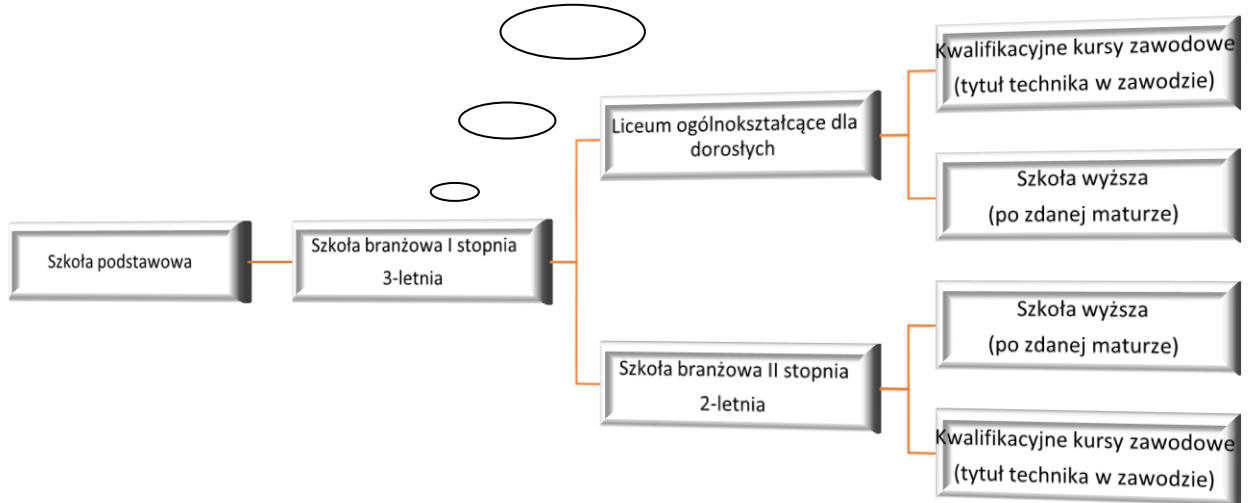 Szkoła podstawowa
Szkoła branżowa I stopnia
3-letnia
Liceum ogólnokształcące dla
dorosłych
Kwalifikacyjne kursy zawodowe
(tytuł technika w zawodzie)
Szkoła wyższa
(po zdanej maturze)
Szkoła branżowa II stopnia
2-letnia
Szkoła wyższa
(po zdanej maturze)
Kwalifikacyjne kursy zawodowe
(tytuł technika w zawodzie)